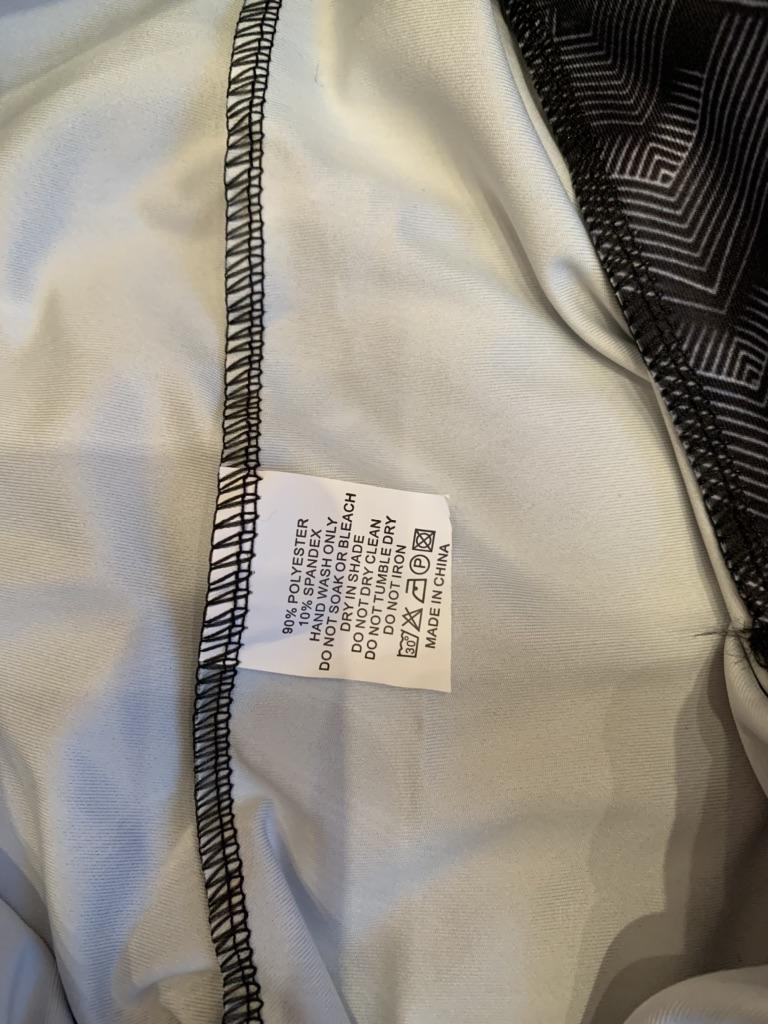 90% POLYESTER
10% SPANDEX
HAND WASH ONLY
DO NOT SOAK OR BLEACH
DRY IN SHADE
DO NOT DRY CLEAN
DO NOT TUMBLE DRY
DO NOT IRON
30° P
MADE IN CHINA